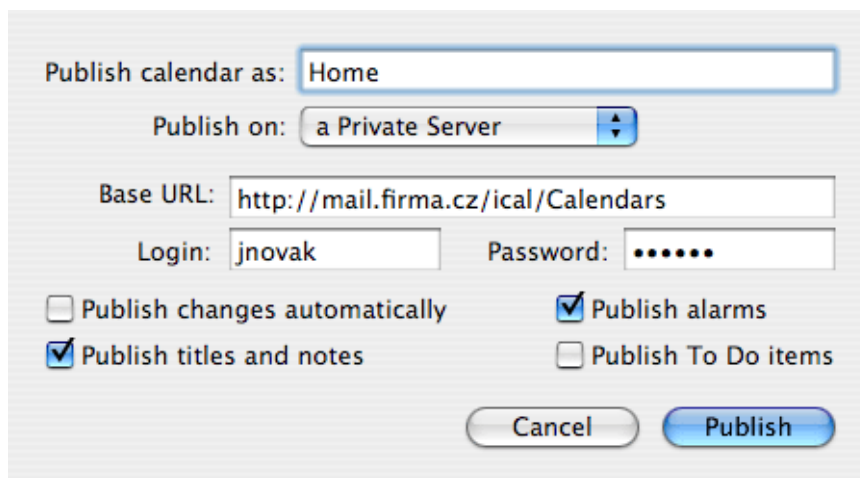 Publish calendar as: Home
Publish on: a Private Server
Base URL: http://mail.firma.cz/ical/Calendars
Login: jnovak Password: ••••••
Publish changes automatically Publish alarms
Publish titles and notes Publish To Do items
Cancel Publish